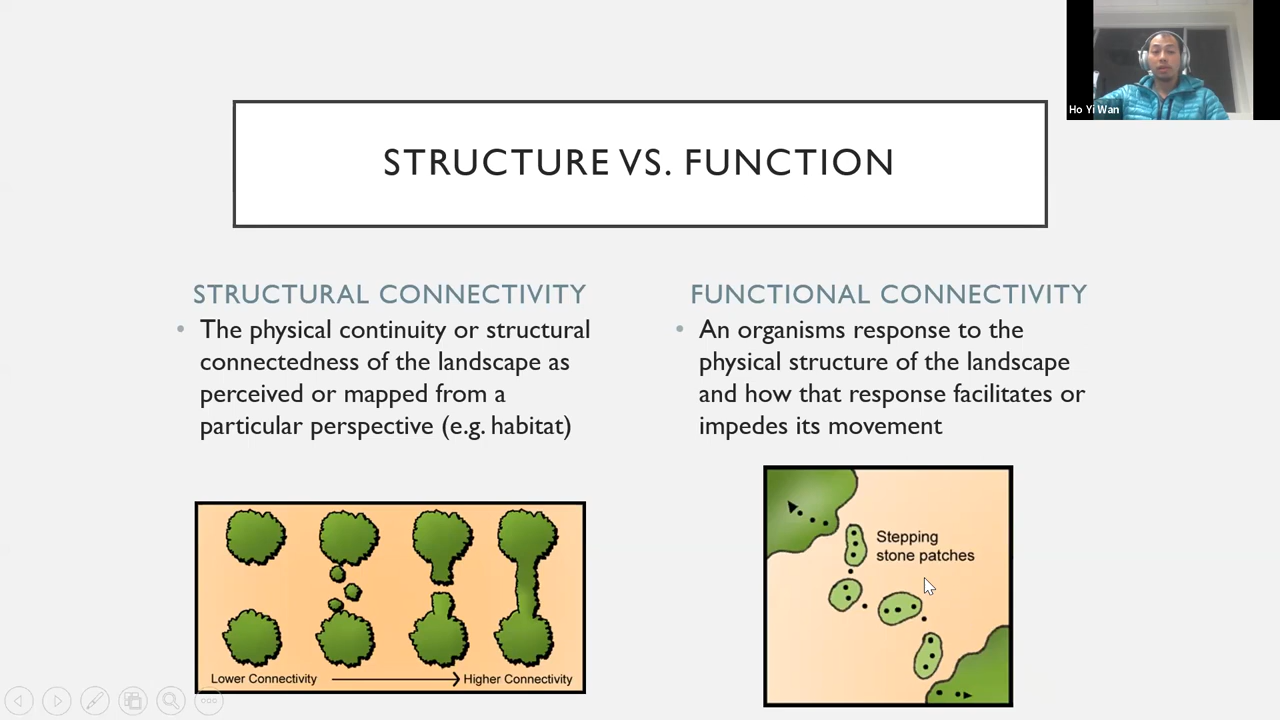 Ho Yi Wan
STRUCTURE VS. FUNCTION
STRUCTURAL CONNECTIVITY
• The physical continuity or structural
connectedness of the landscape as
perceived or mapped from a
particular perspective (e.g. habitat)
Lower Connectivity
Higher Connectivity
FUNCTIONAL CONNECTIVITY
• An organisms response to the
physical structure of the landscape
and how that response facilitates or
impedes its movement
Stepping
stone patches